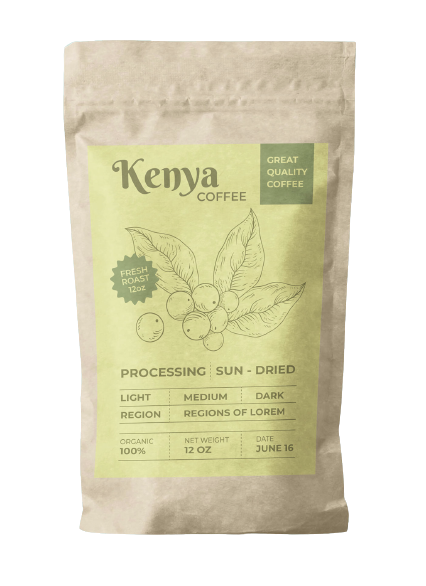 Kenya
COFFEE
GREAT
QUALITY
COFFEE
FRESH
ROAST
12oz
PROCESSING SUN - DRIED
LIGHT MEDIUM DARK
REGION REGIONS OF LOREM
ORGANIC NET WEIGHT DATE
100% 12 OZ JUNE 16